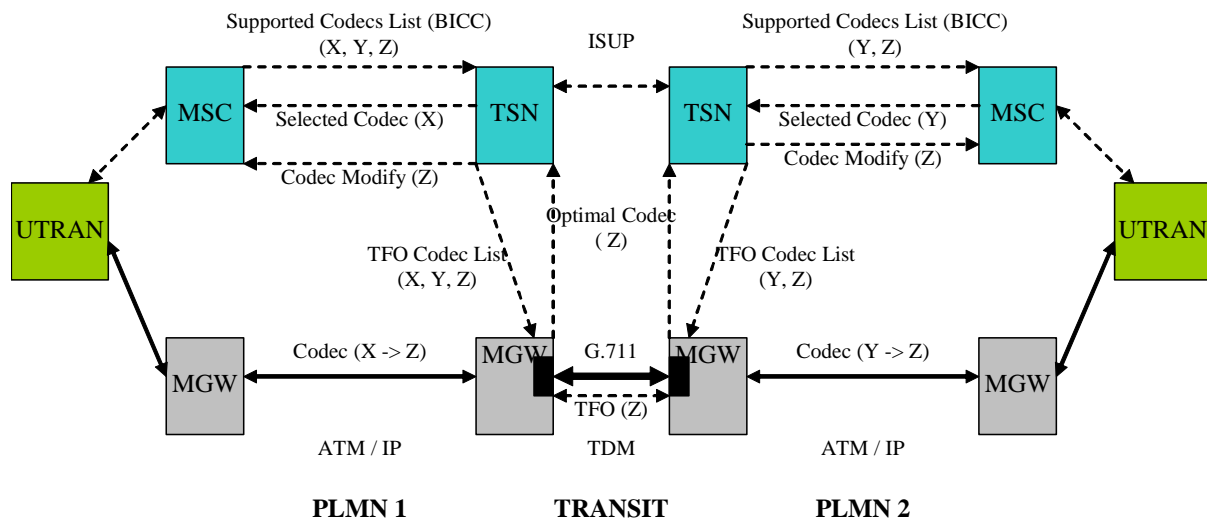 Supported Codecs List (BICC)
(X, Y, Z)
ISUP
Supported Codecs List (BICC)
(Y, Z)
MSC
TSN
TSN
MSC
Selected Codec (X)
Selected Codec (Y)
Codec Modify (Z)
Codec Modify (Z)
UTRAN
Optimal Codec
( Z)
UTRAN
TFO Codec List
(X, Y, Z)
TFO Codec List
(Y, Z)
MGW
Codec (X -> Z)
MGW
G.711
MGW
Codec (Y -> Z)
MGW
TFO (Z)
ATM / IP
TDM
ATM / IP
PLMN 1
TRANSIT
PLMN 2